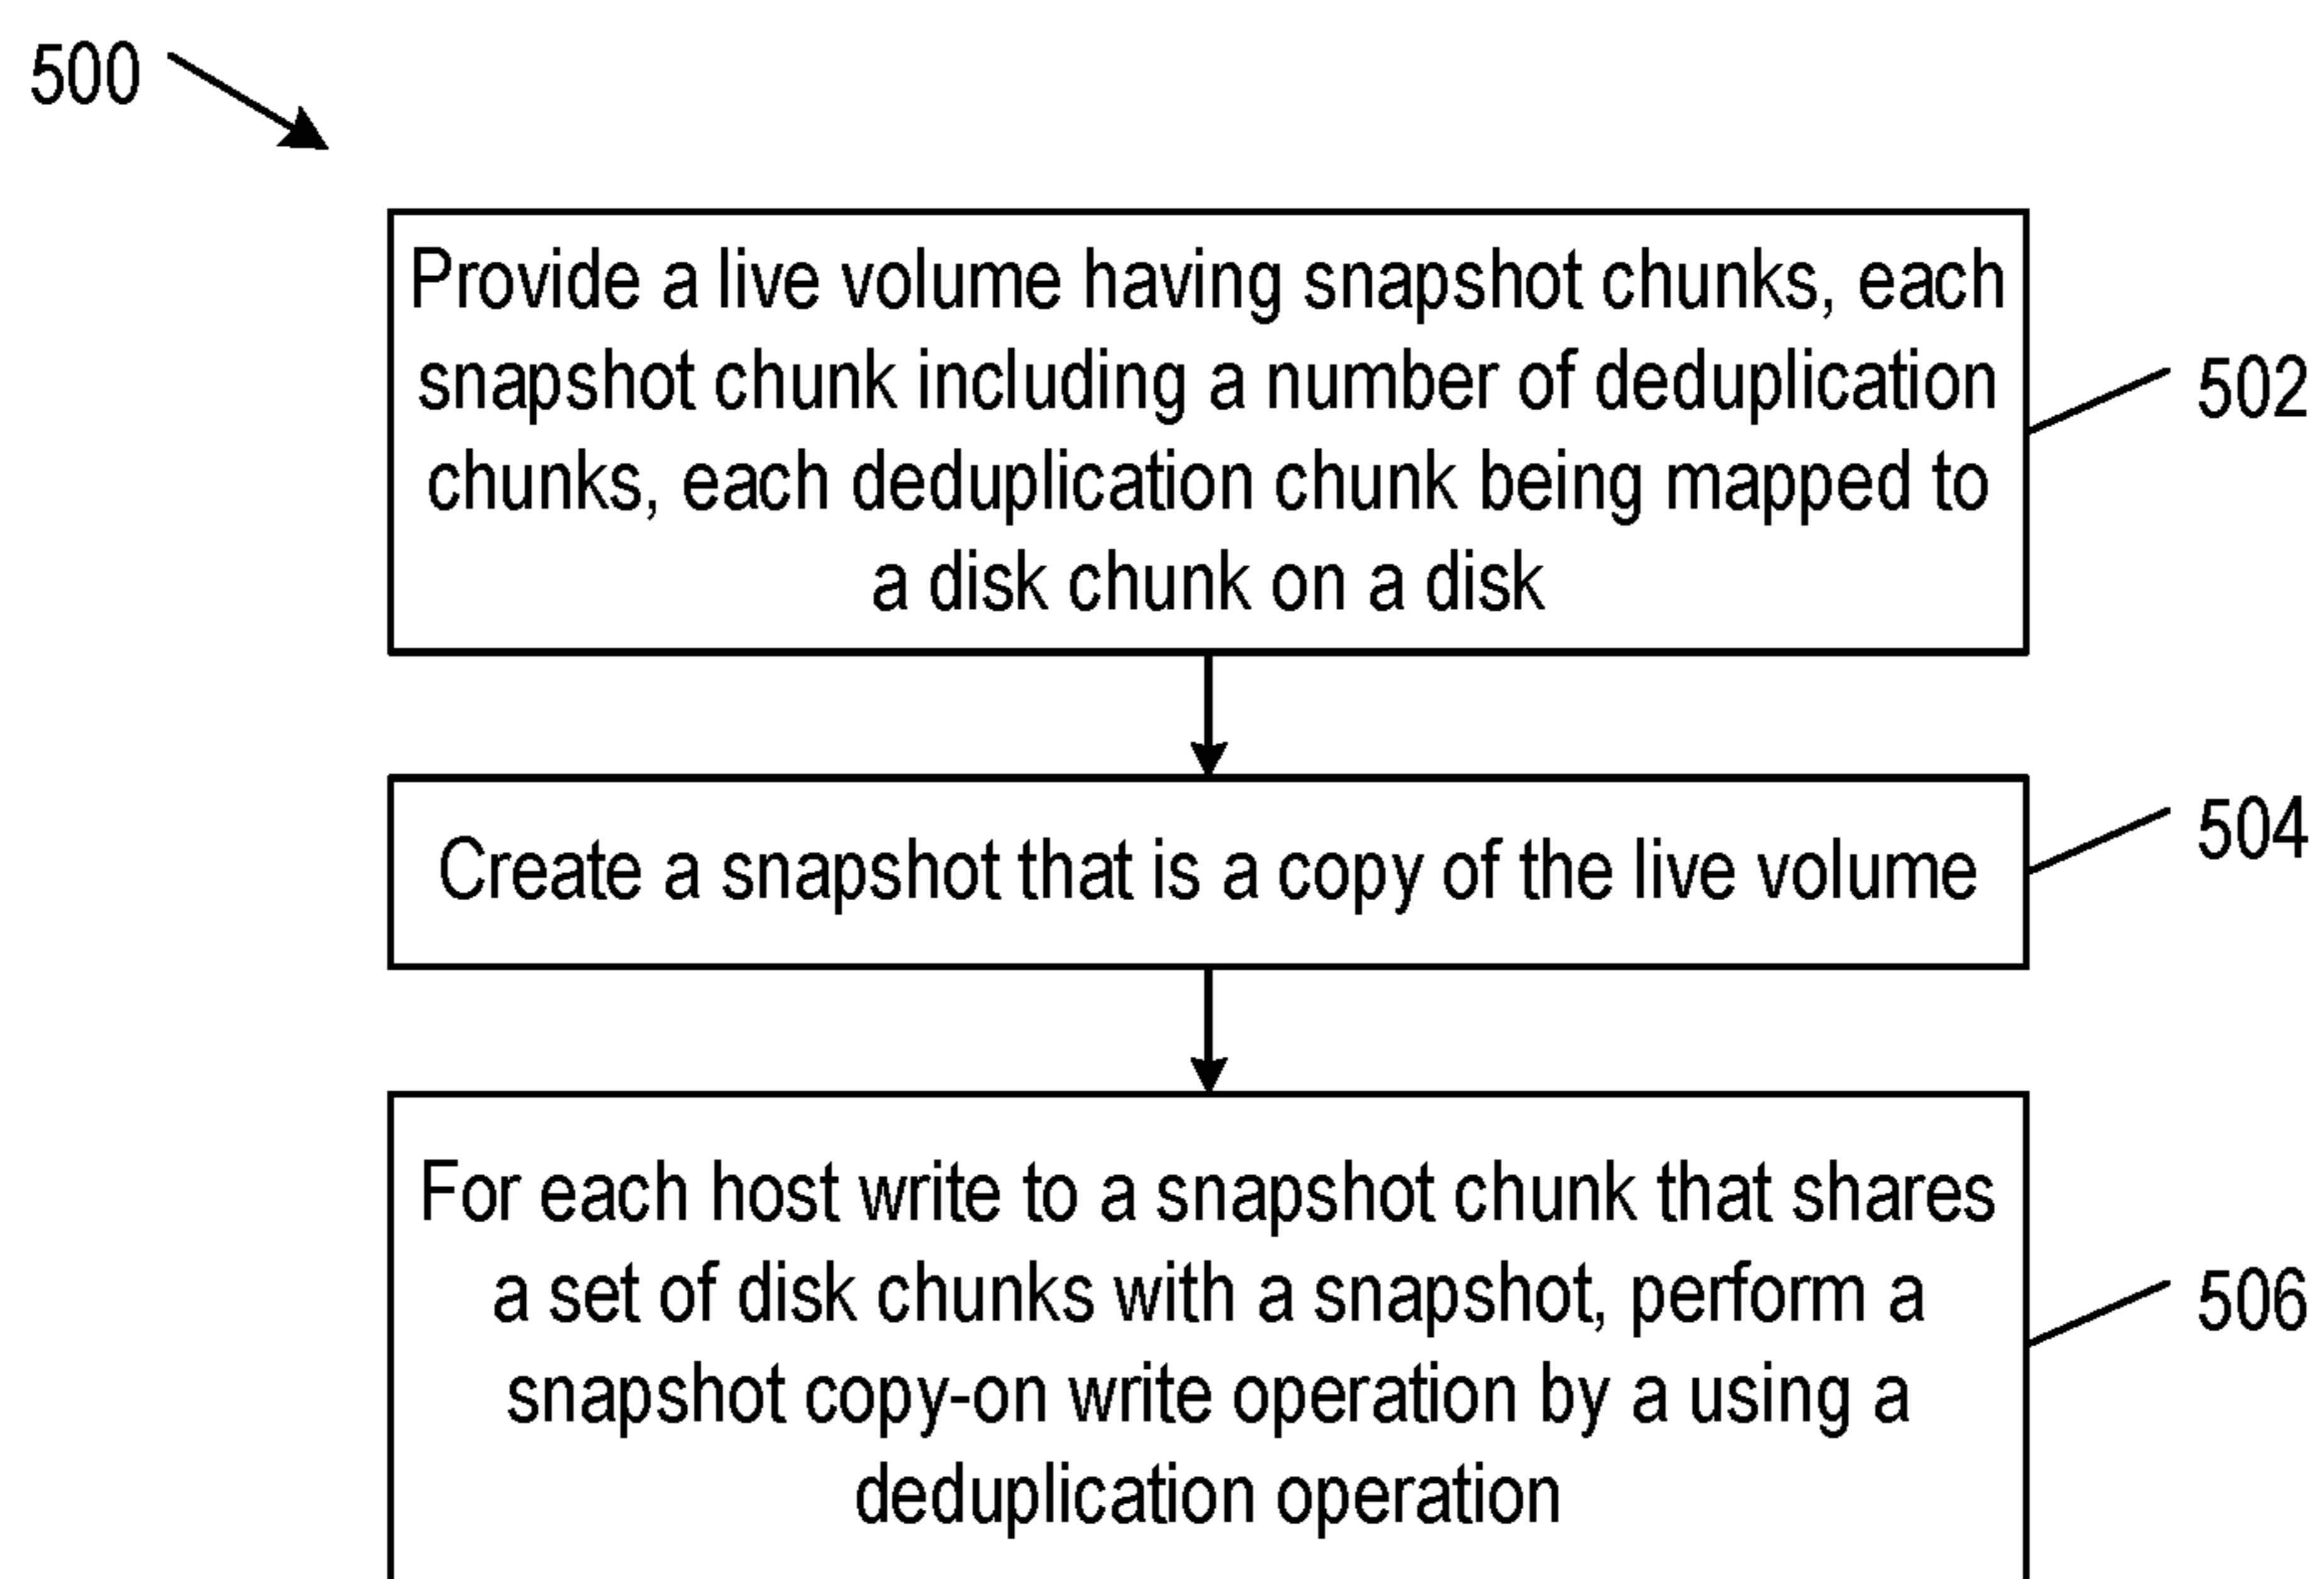 500
Provide a live volume having snapshot chunks, each
snapshot chunk including a number of deduplication
chunks, each deduplication chunk being mapped to
a disk chunk on a disk
502
Create a snapshot that is a copy of the live volume
504
For each host write to a snapshot chunk that shares
a set of disk chunks with a snapshot, perform a
snapshot copy-on write operation by a using a
deduplication operation
506